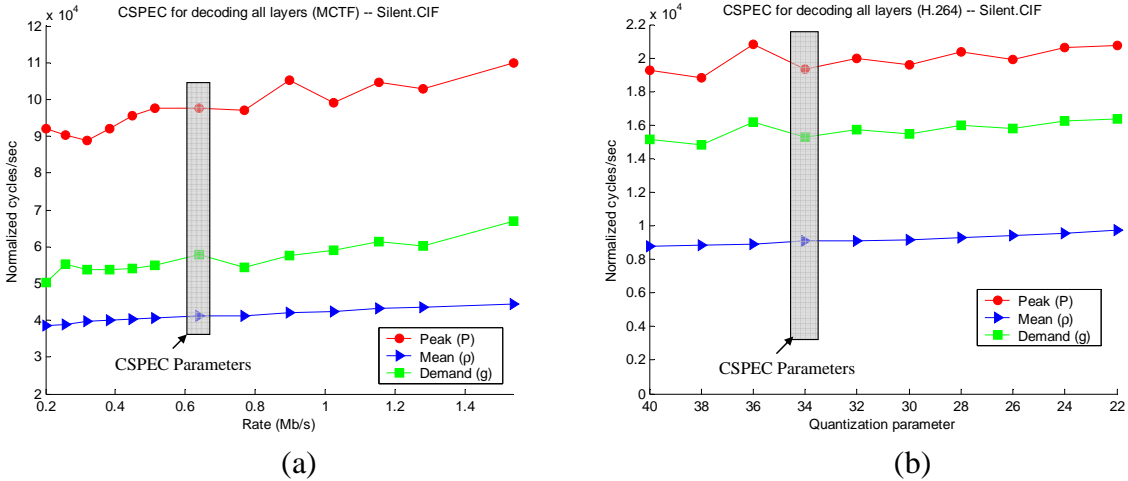 CSPEC for decoding all layers (MCTF) -- Silent.CIF
x 10^4
12
11
10
9
8
7
6
5
4
3
2
0.2
0.4
0.6
0.8
1
1.2
1.4
Normalized cycles/sec
Rate (Mb/s)
CSPEC Parameters
Peak (P)
Mean (ρ)
Demand (g)
(a)
CSPEC for decoding all layers (H.264) -- Silent.CIF
x 10^4
2.2
2
1.8
1.6
1.4
1.2
1
0.8
0.6
0.4
0.2
0
40
38
36
34
32
30
28
26
24
22
Normalized cycles/sec
Quantization parameter
CSPEC Parameters
Peak (P)
Mean (ρ)
Demand (g)
(b)